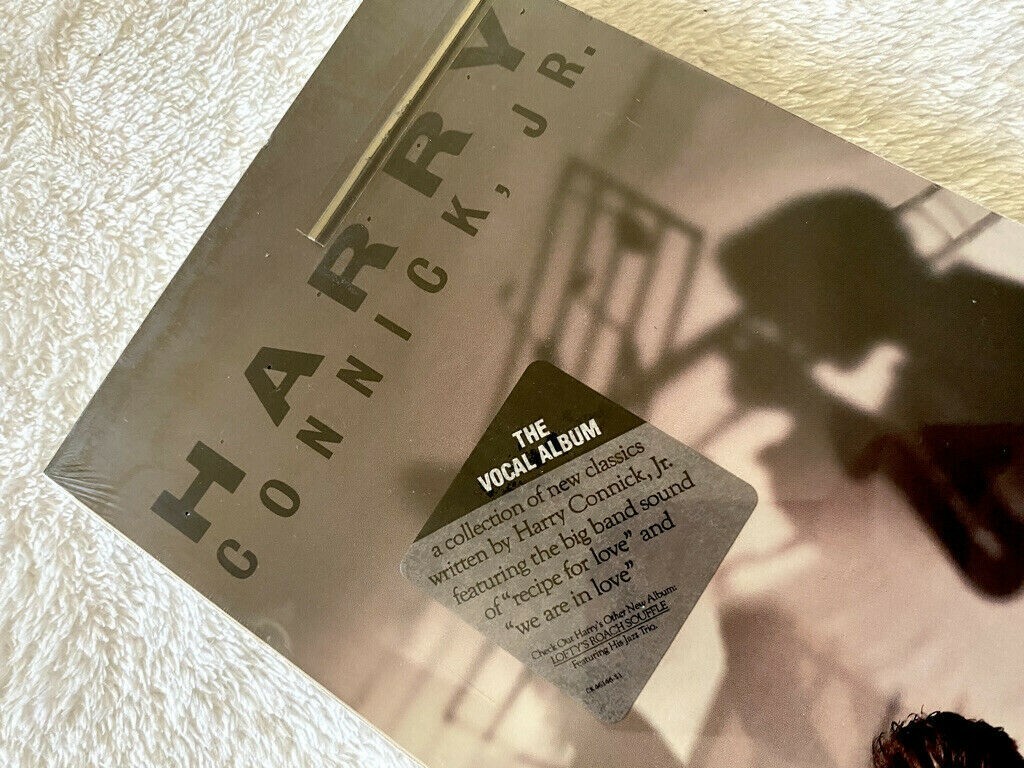 HARRY
CONNICK, JR.
THE
VOCAL ALBUM
a collection of new classics
written by Harry Connick, Jr.
featuring the big band sound
of "recipe for love" and
"we are in love"
Check Out Harry's Other New Album:
LOFTY'S ROACH SOUFFLE
Featuring His Jazz Trio.